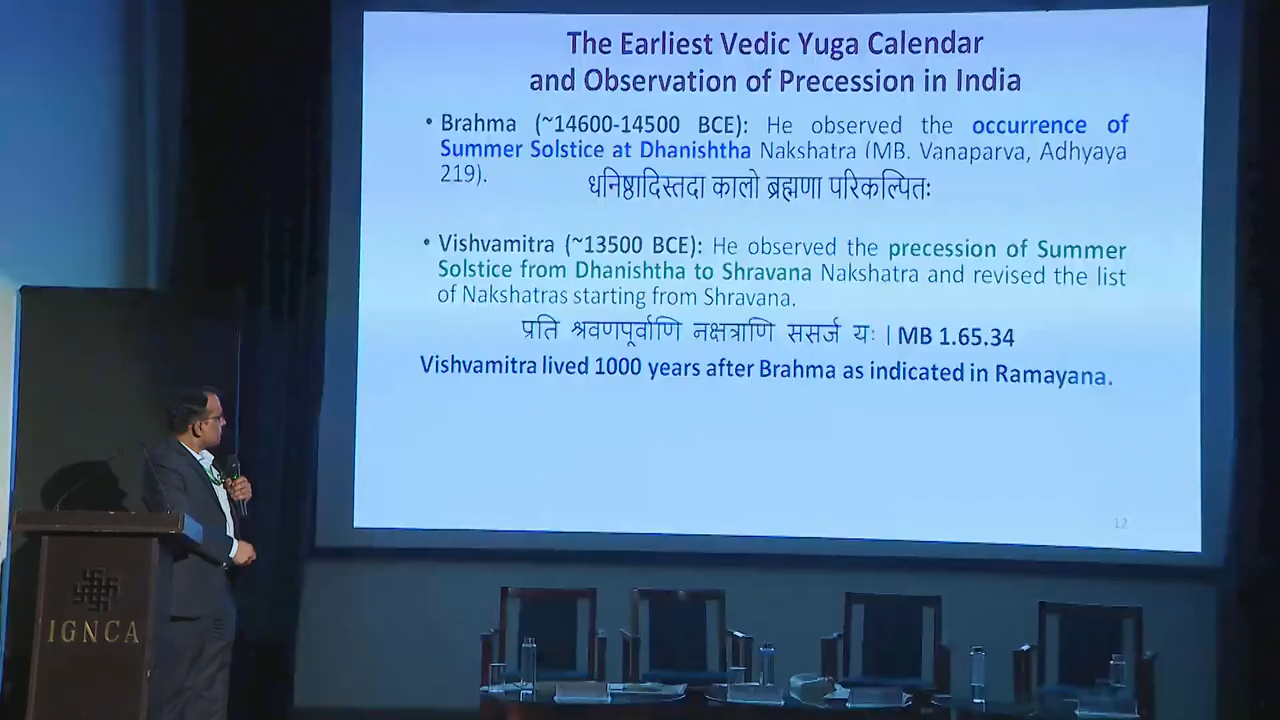 The Earliest Vedic Yuga Calendar
and Observation of Precession in India
• Brahma (~14600-14500 BCE): He observed the occurrence of
Summer Solstice at Dhanishtha Nakshatra (MB. Vanaparva, Adhyaya
219).
धनिष्ठादिस्तदा कालो ब्रह्मणा परिकल्पितः
• Vishvamitra (~13500 BCE): He observed the precession of Summer
Solstice from Dhanishtha to Shravana Nakshatra and revised the list
of Nakshatras starting from Shravana.
प्रति श्रवणपूर्वाणि नक्षत्राणि ससर्ज यः | MB 1.65.34
Vishvamitra lived 1000 years after Brahma as indicated in Ramayana.
12
IGNCA